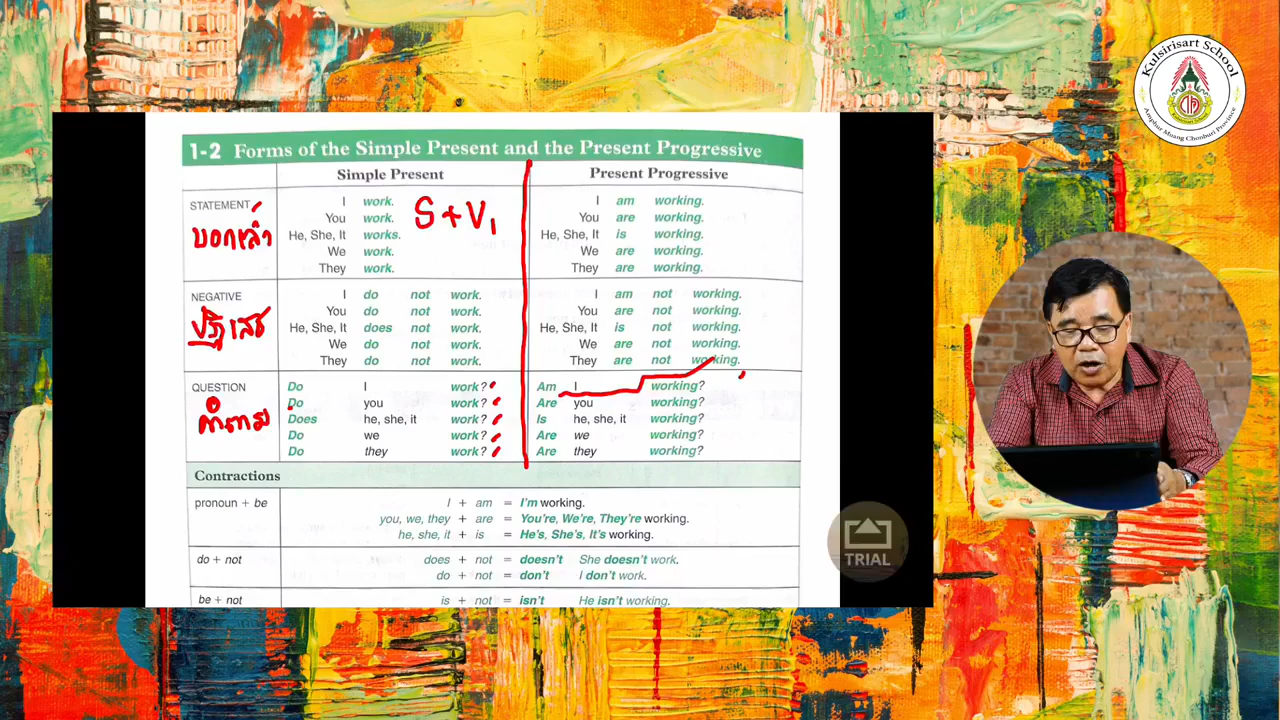 Kulsirisart School
Amphur Muang Chonburi Province
1-2 Forms of the Simple Present and the Present Progressive
Simple Present Present Progressive
STATEMENT
บอกเล่า
S + V1
I work.
You work.
He, She, It works.
We work.
They work.
I am working.
You are working.
He, She, It is working.
We are working.
They are working.
NEGATIVE
ปฏิเสธ
I do not work.
You do not work.
He, She, It does not work.
We do not work.
They do not work.
I am not working.
You are not working.
He, She, It is not working.
We are not working.
They are not working.
QUESTION
คำถาม
Do I work?
Do you work?
Does he, she, it work?
Do we work?
Do they work?
Am I working?
Are you working?
Is he, she, it working?
Are we working?
Are they working?
Contractions
pronoun + be
I + am = I'm working.
you, we, they + are = You're, We're, They're working.
he, she, it + is = He's, She's, It's working.
do + not
does + not = doesn't She doesn't work.
do + not = don't I don't work.
be + not
is + not = isn't He isn't working.
TRIAL